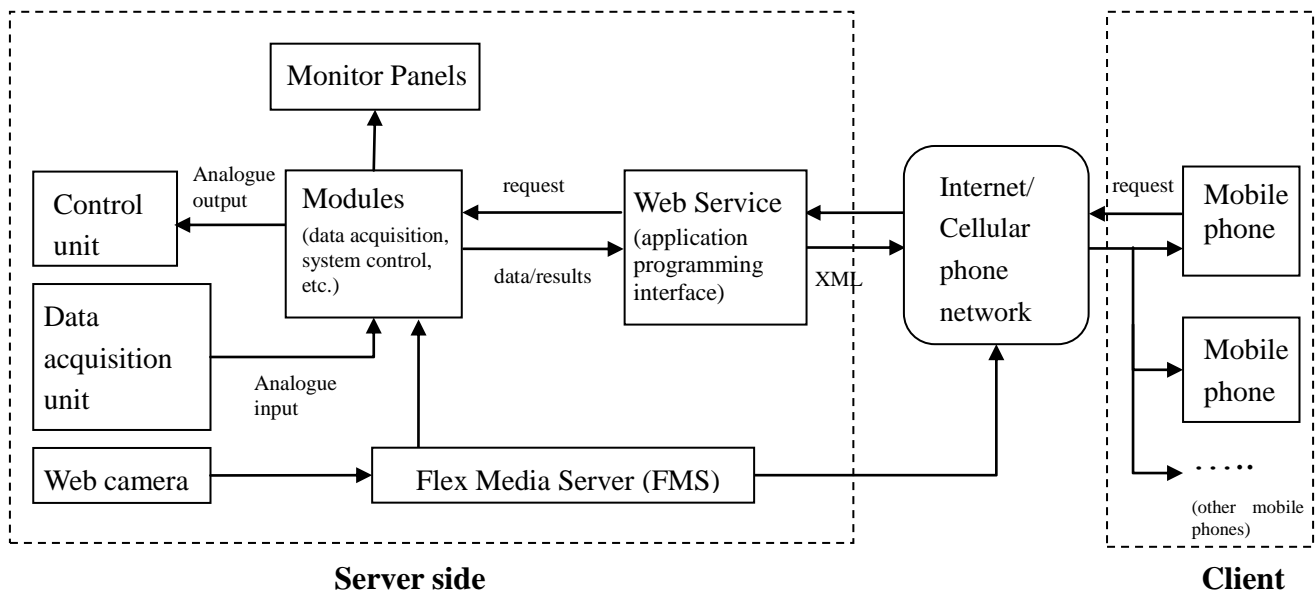 Monitor Panels
Analogue
output
Control
unit
Modules
(data acquisition,
system control,
etc.)
request
data/results
Web Service
(application
programming
interface)
XML
Internet/
Cellular
phone
network
request
Mobile
phone
Data
acquisition
unit
Analogue
input
Mobile
phone
Web camera
Flex Media Server (FMS)
.....
(other mobile
phones)
Server side
Client